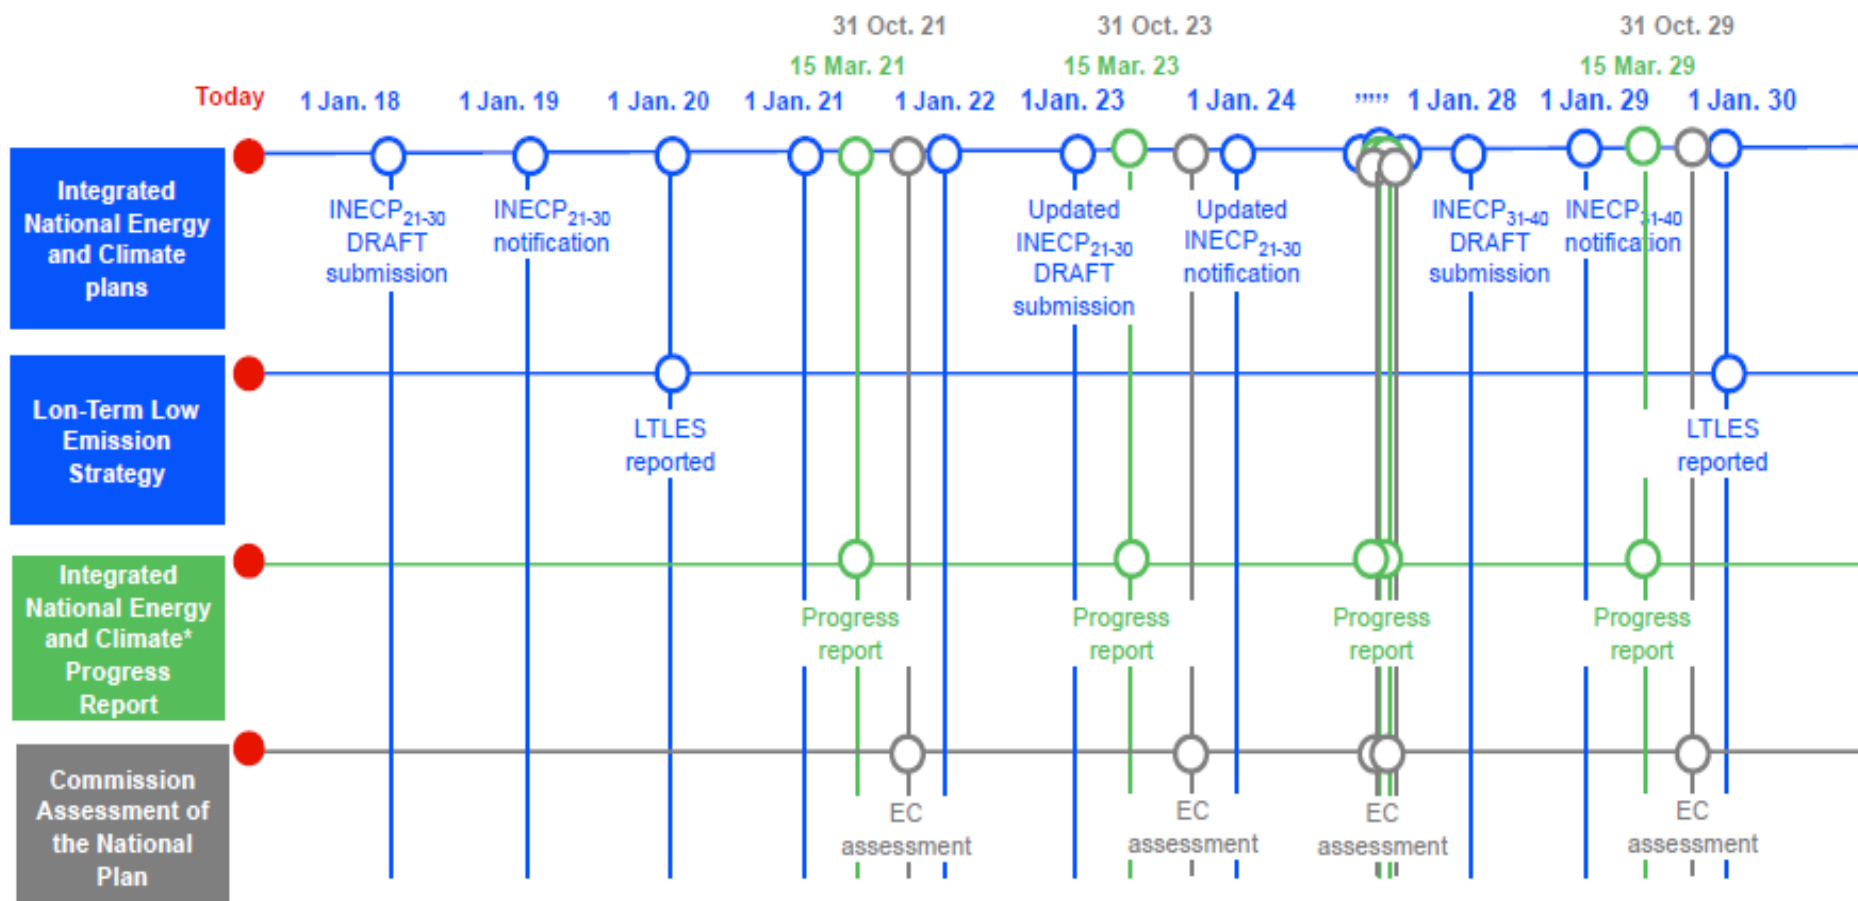 31 Oct. 21 31 Oct. 23 31 Oct. 29
15 Mar. 21 15 Mar. 23 15 Mar. 29
Today 1 Jan. 18 1 Jan. 19 1 Jan. 20 1 Jan. 21 1 Jan. 22 1Jan. 23 1 Jan. 24 ,,,,, 1 Jan. 28 1 Jan. 29 1 Jan. 30
Integrated
National Energy
and Climate
plans
INECP21-30
DRAFT
submission
INECP21-30
notification
Updated
INECP21-30
DRAFT
submission
Updated
INECP21-30
notification
INECP31-40
DRAFT
submission
INECP31-40
notification
Lon-Term Low
Emission
Strategy
LTLES
reported
LTLES
reported
Integrated
National Energy
and Climate*
Progress
Report
Progress
report
Progress
report
Progress
report
Progress
report
Commission
Assessment of
the National
Plan
EC
assessment
EC
assessment
EC
assessment
EC
assessment